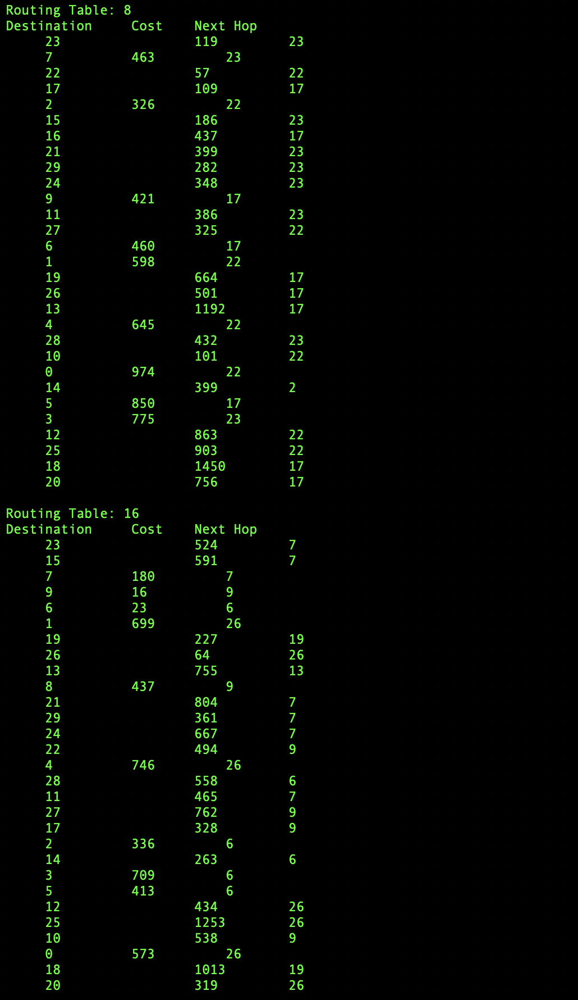 Routing Table: 8
Destination Cost Next Hop
23 119 23
7 463 23
22 57 22
17 109 17
2 326 22
15 186 23
16 437 17
21 399 23
29 282 23
24 348 23
9 421 17
11 386 23
27 325 22
6 460 17
1 598 22
19 664 17
26 501 17
13 1192 17
4 645 22
28 432 23
10 101 22
0 974 22
14 399 2
5 850 17
3 775 23
12 863 22
25 903 22
18 1450 17
20 756 17
Routing Table: 16
Destination Cost Next Hop
23 524 7
15 591 7
7 180 7
9 16 9
6 23 6
1 699 26
19 227 19
26 64 26
13 755 13
8 437 9
21 804 7
29 361 7
24 667 7
22 494 9
4 746 26
28 558 6
11 465 7
27 762 9
17 328 9
2 336 6
14 263 6
3 709 6
5 413 6
12 434 26
25 1253 26
10 538 9
0 573 26
18 1013 19
20 319 26